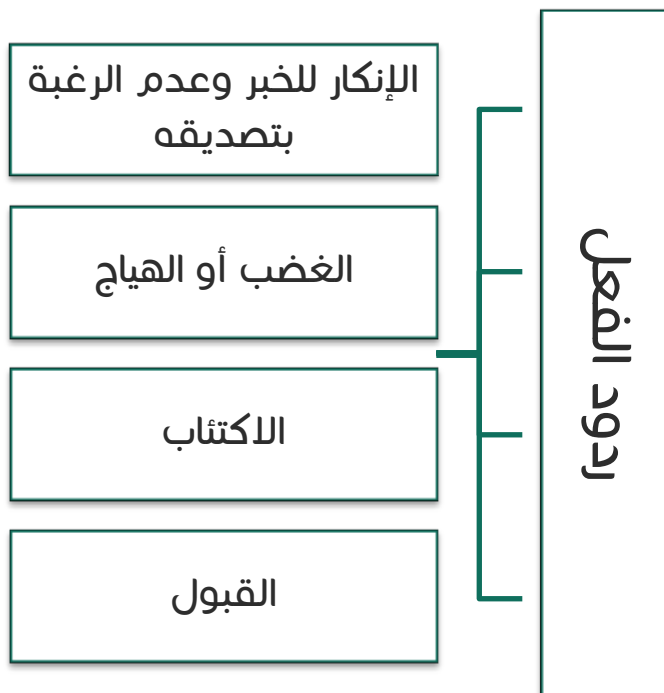 ردود الفعل
الإنكار للخبر وعدم الرغبة
بتصديقه
الغضب أو الهياج
الاكتئاب
القبول